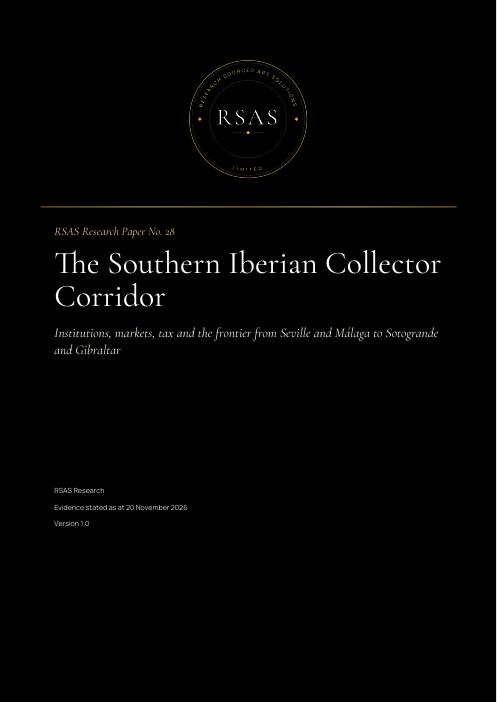 RESEARCH SOURCED ART SOLUTIONS
RSAS
LIMITED
RSAS Research Paper No. 28
The Southern Iberian Collector
Corridor
Institutions, markets, tax and the frontier from Seville and Málaga to Sotogrande
and Gibraltar
RSAS Research
Evidence stated as at 20 November 2026
Version 1.0